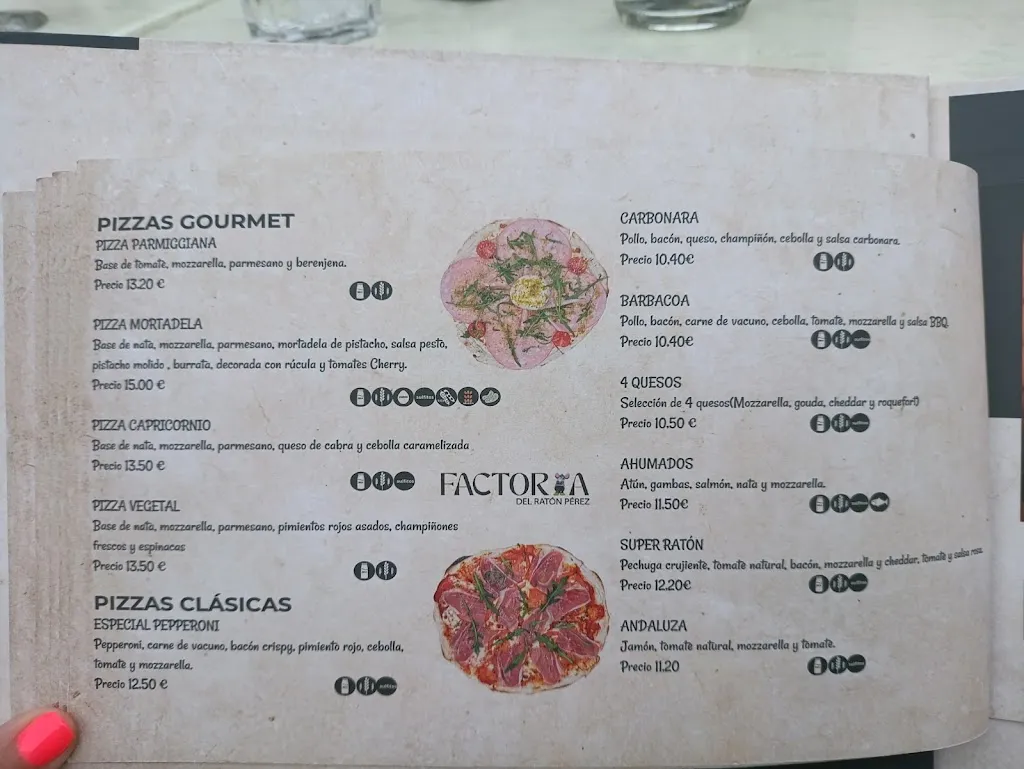 PIZZAS GOURMET
PIZZA PARMIGGIANA
Base de tomate, mozzarella, parmesano y berenjena.
Precio 13.20 €
PIZZA MORTADELA
Base de nata, mozzarella, parmesano, mortadela de pistacho, salsa pesto,
pistacho molido , burrata, decorada con rúcula y tomates Cherry.
Precio 15.00 €
sulfitos
PIZZA CAPRICORNIO
Base de nata, mozzarella, parmesano, queso de cabra y cebolla caramelizada
Precio 13.50 €
sulfitos
PIZZA VEGETAL
Base de nata, mozzarella, parmesano, pimientos rojos asados, champiñones
frescos y espinacas
Precio 13.50 €
PIZZAS CLÁSICAS
ESPECIAL PEPPERONI
Pepperoni, carne de vacuno, bacón crispy, pimiento rojo, cebolla,
tomate y mozzarella.
Precio 12.50 €
sulfitos
FACTORIA
DEL RATÓN PÉREZ
CARBONARA
Pollo, bacón, queso, champiñón, cebolla y salsa carbonara.
Precio 10.40€
BARBACOA
Pollo, bacón, carne de vacuno, cebolla, tomate, mozzarella y salsa BBQ.
Precio 10.40€
sulfitos
4 QUESOS
Selección de 4 quesos(Mozzarella, gouda, cheddar y roquefort)
Precio 10.50 €
sulfitos
AHUMADOS
Atún, gambas, salmón, nata y mozzarella.
Precio 11.50€
sulfitos
SUPER RATÓN
Pechuga crujiente, tomate natural, bacón, mozzarella y cheddar, tomate y salsa rosa
Precio 12.20€
sulfitos
ANDALUZA
Jamón, tomate natural, mozzarella y tomate.
Precio 11.20
sulfitos